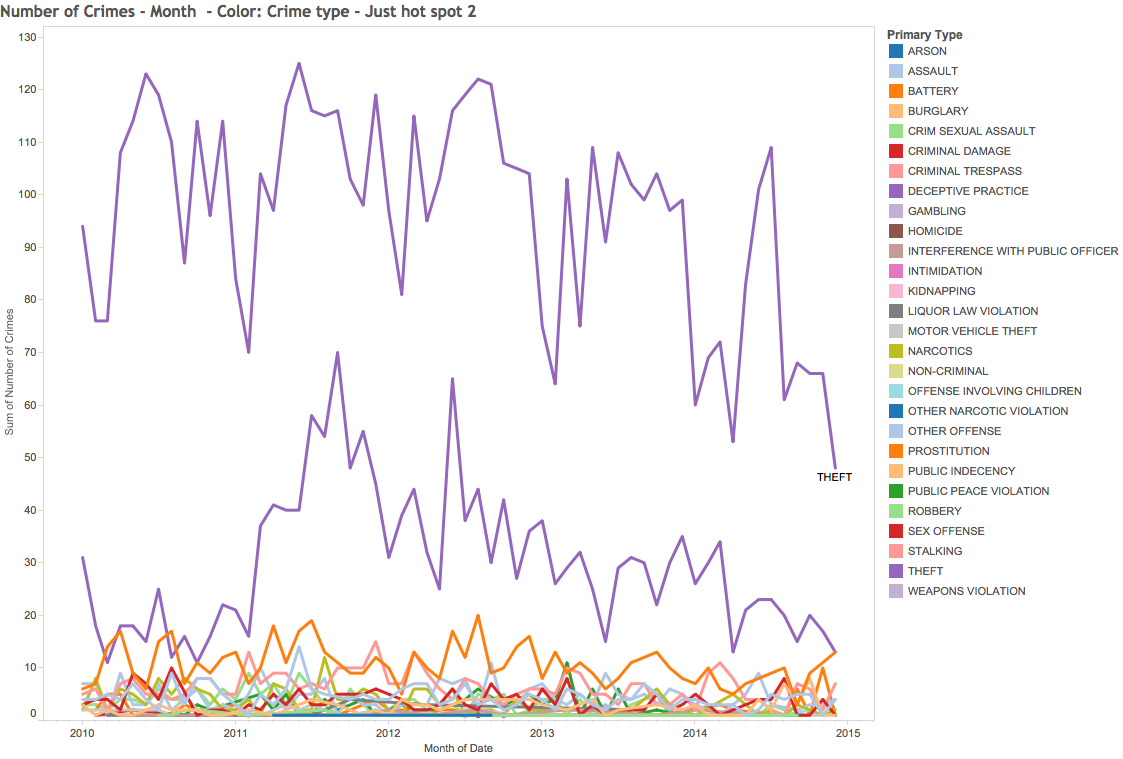 Number of Crimes - Month  - Color: Crime type - Just hot spot 2
130
120
110
100
90
80
70
60
50
40
30
20
10
0
Sum of Number of Crimes
THEFT
2010
2011
2012
2013
2014
2015
Month of Date
Primary Type
ARSON
ASSAULT
BATTERY
BURGLARY
CRIM SEXUAL ASSAULT
CRIMINAL DAMAGE
CRIMINAL TRESPASS
DECEPTIVE PRACTICE
GAMBLING
HOMICIDE
INTERFERENCE WITH PUBLIC OFFICER
INTIMIDATION
KIDNAPPING
LIQUOR LAW VIOLATION
MOTOR VEHICLE THEFT
NARCOTICS
NON-CRIMINAL
OFFENSE INVOLVING CHILDREN
OTHER NARCOTIC VIOLATION
OTHER OFFENSE
PROSTITUTION
PUBLIC INDECENCY
PUBLIC PEACE VIOLATION
ROBBERY
SEX OFFENSE
STALKING
THEFT
WEAPONS VIOLATION